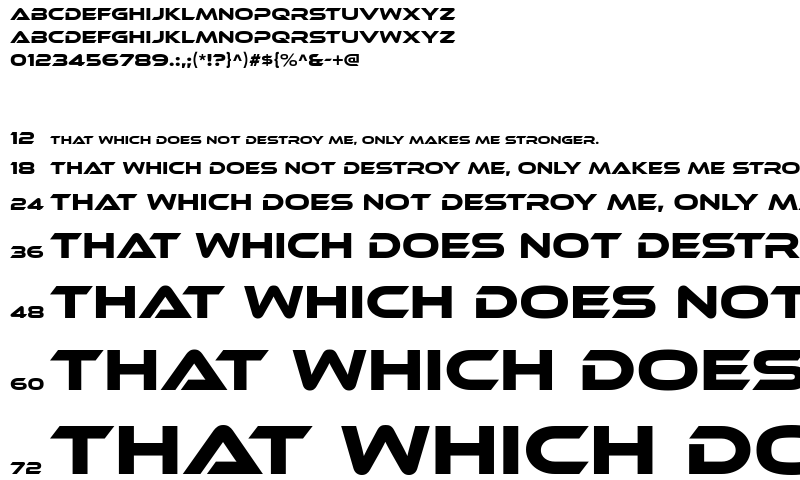 ABCDEFGHIJKLMNOPQRSTUVWXYZ
ABCDEFGHIJKLMNOPQRSTUVWXYZ
0123456789.:,;(*!?}^)#${%^&-+@
12 THAT WHICH DOES NOT DESTROY ME, ONLY MAKES ME STRONGER.
18 THAT WHICH DOES NOT DESTROY ME, ONLY MAKES ME STRO
24 THAT WHICH DOES NOT DESTROY ME, ONLY MA
36 THAT WHICH DOES NOT DESTR
48 THAT WHICH DOES NOT
60 THAT WHICH DOES
72 THAT WHICH DO